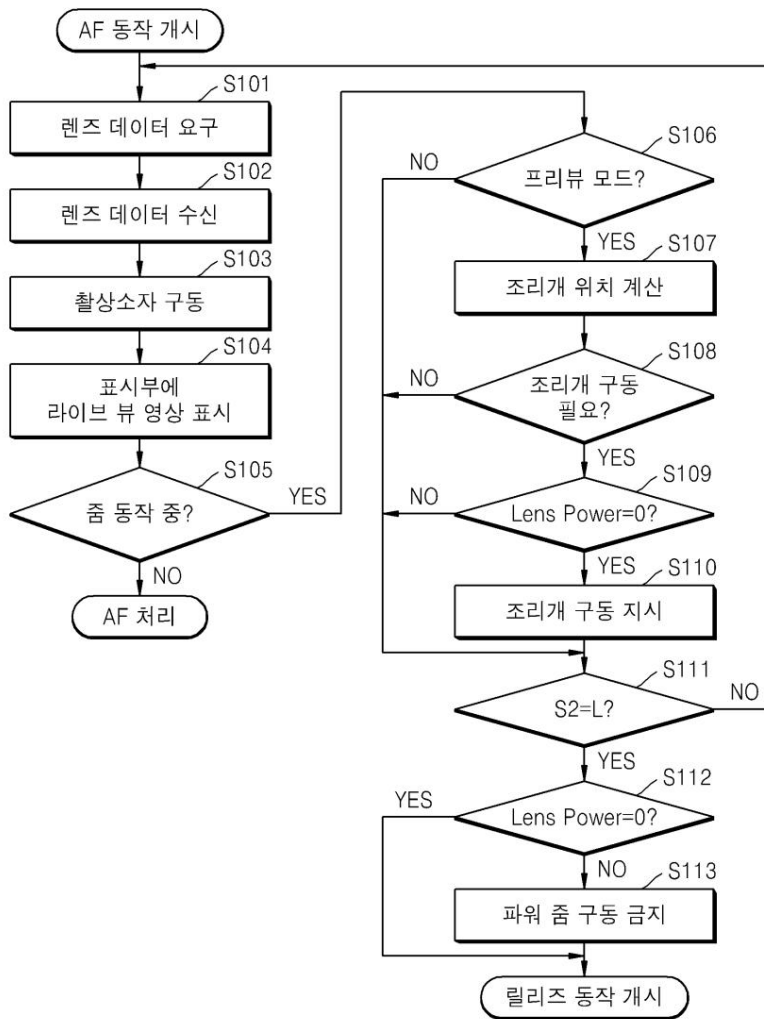 AF 동작 개시
S101
렌즈 데이터 요구
S102
렌즈 데이터 수신
S103
촬상소자 구동
S104
표시부에
라이브 뷰 영상 표시
S105
줌 동작 중?
YES
NO
AF 처리
S106
NO
프리뷰 모드?
YES
S107
조리개 위치 계산
S108
NO
조리개 구동
필요?
YES
S109
NO
Lens Power=0?
YES
S110
조리개 구동 지시
S111
S2=L?
NO
YES
S112
YES
Lens Power=0?
NO
S113
파워 줌 구동 금지
릴리즈 동작 개시